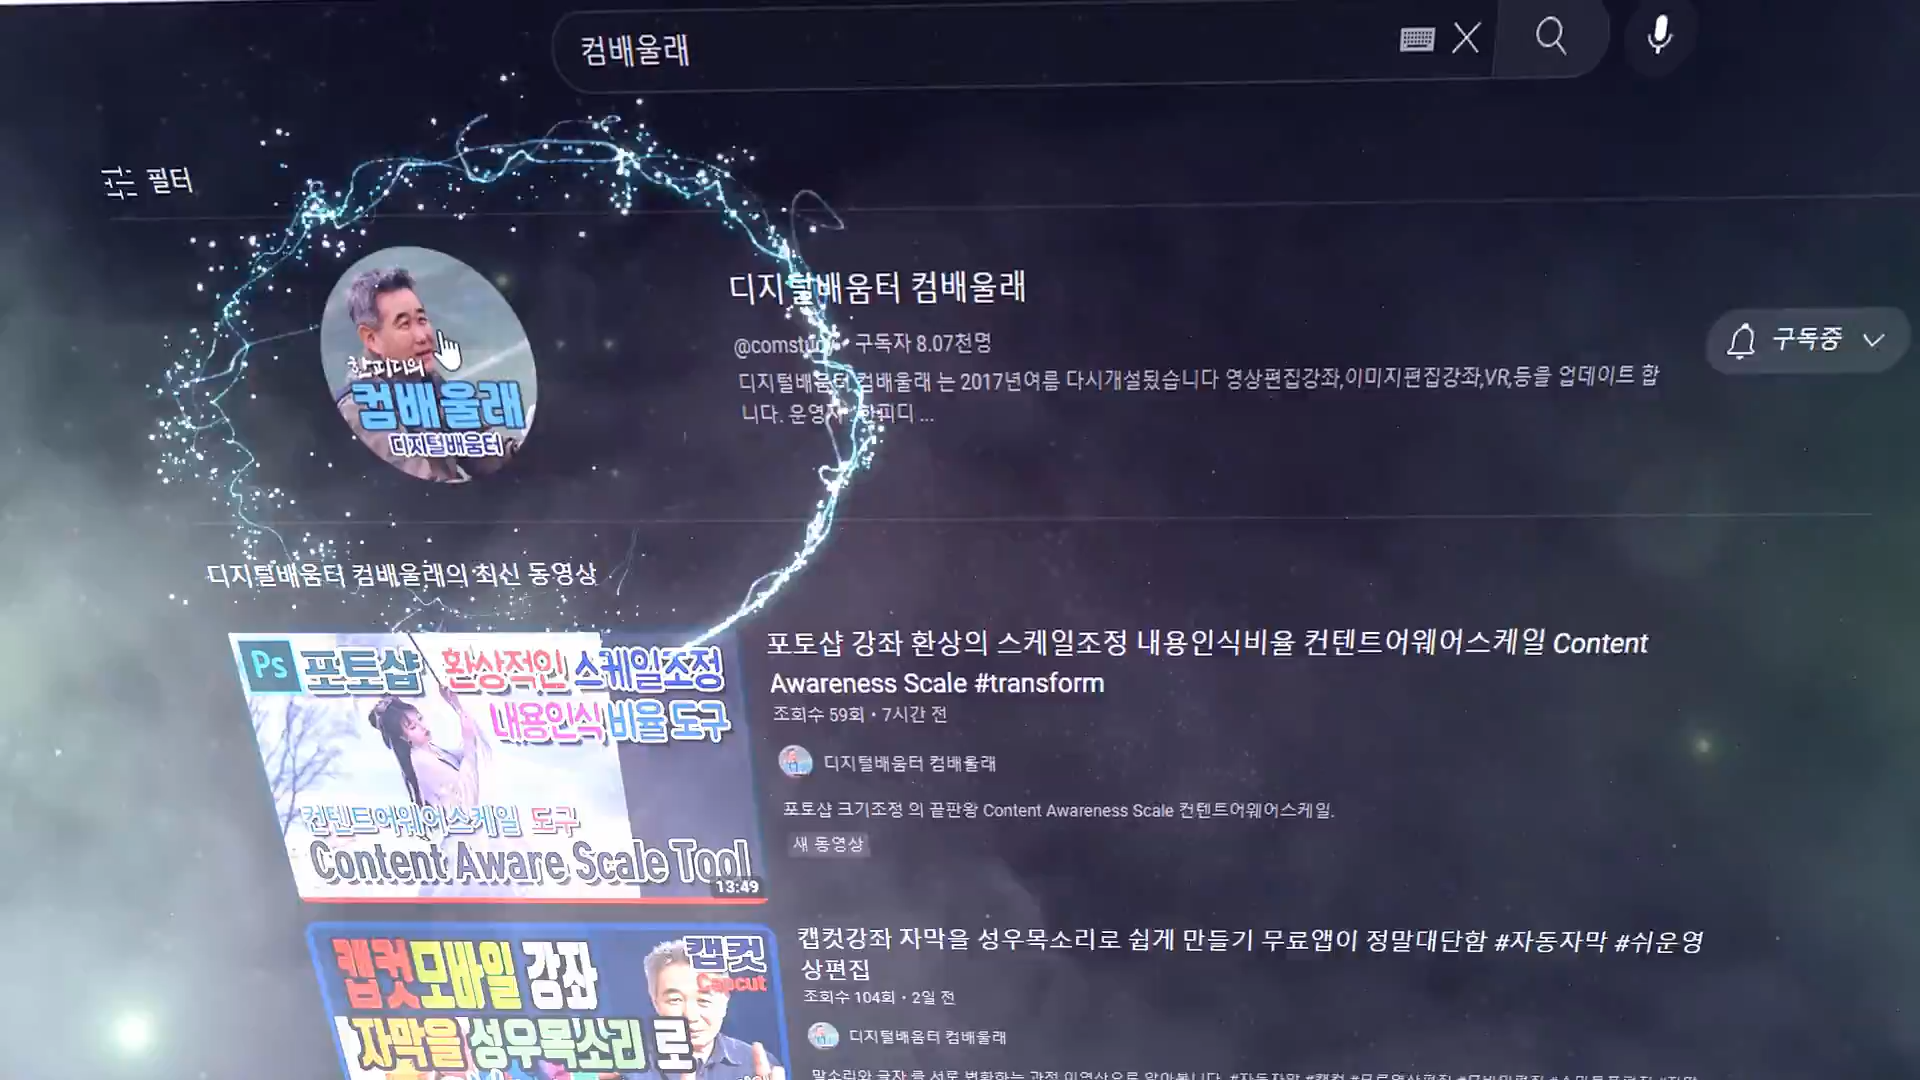 컴배울래
필터
한피디의
컴배울래
디지털배움터
디지털배움터 컴배울래
@comstudy • 구독자 8.07천명
디지털배움터 컴배울래 는 2017년여름 다시개설됬습니다 영상편집강좌,이미지편집강좌,VR,등을 업데이트 합
니다. 운영자 : 한피디 ...
구독중
디지털배움터 컴배울래의 최신 동영상
Ps 포토샵 환상적인 스케일조정
내용인식 비율 도구
컨텐트어웨어스케일 도구
Content Aware Scale Tool
13:49
포토샵 강좌 환상의 스케일조정 내용인식비율 컨텐트어웨어스케일 Content
Awareness Scale #transform
조회수 59회 • 7시간 전
디지털배움터 컴배울래
포토샵 크기조정 의 끝판왕 Content Awareness Scale 컨텐트어웨어스케일.
새 동영상
캡컷모바일 강좌
캡컷
Capcut
자막을 성우목소리 로
캡컷강좌 자막을 성우목소리로 쉽게 만들기 무료앱이 정말대단함 #자동자막 #쉬운영
상편집
조회수 104회 • 2일 전
디지털배움터 컴배울래